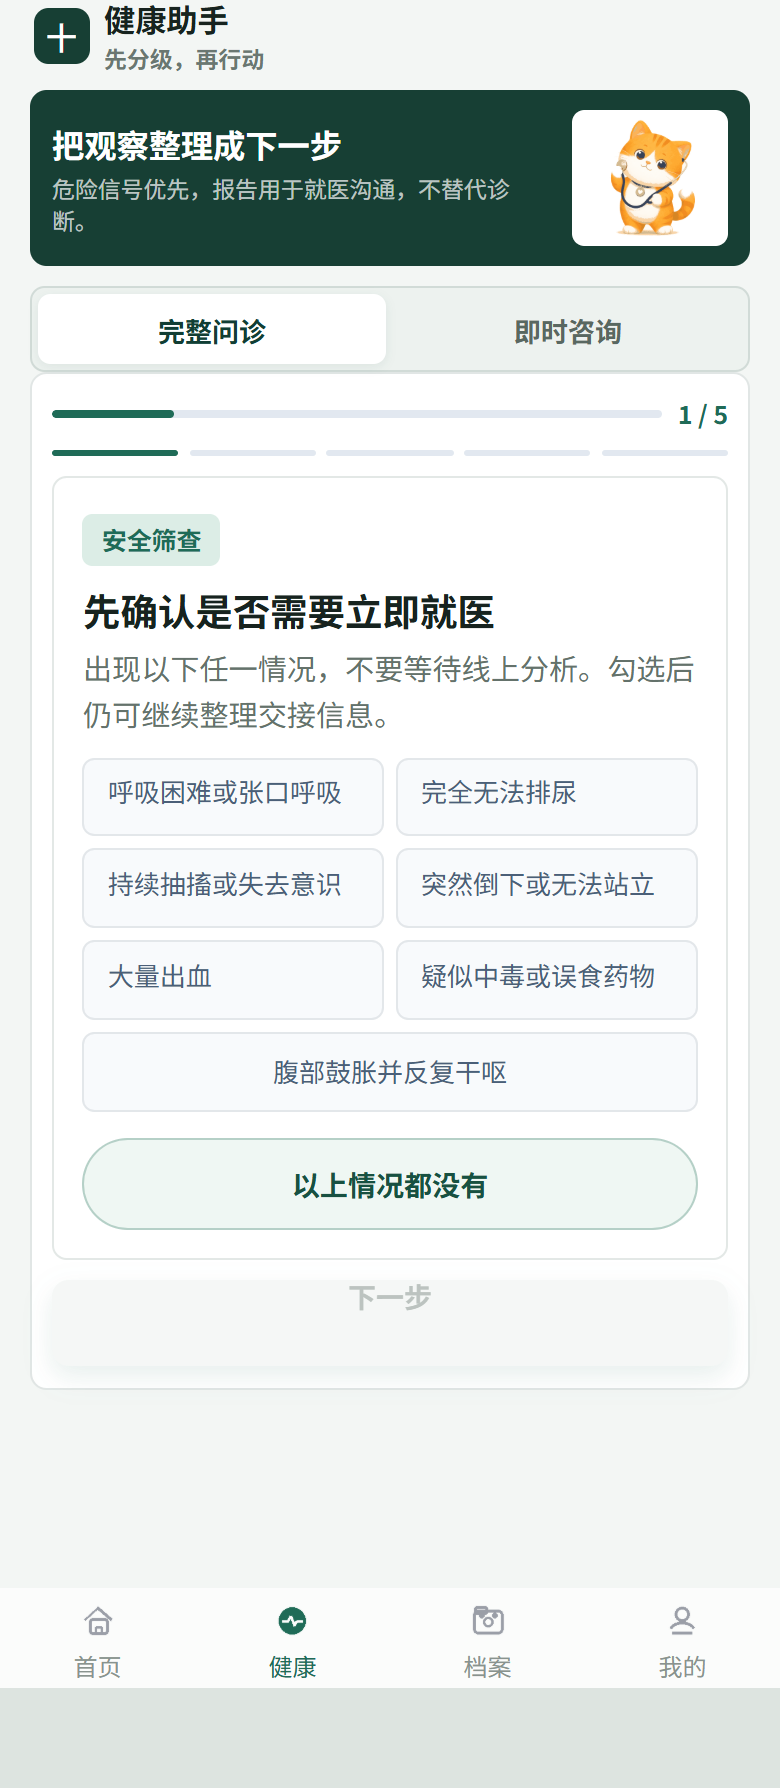 健康助手
先分级，再行动
把观察整理成下一步
危险信号优先，报告用于就医沟通，不替代诊
断。
完整问诊
即时咨询
1 / 5
安全筛查
先确认是否需要立即就医
出现以下任一情况，不要等待线上分析。勾选后
仍可继续整理交接信息。
呼吸困难或张口呼吸
完全无法排尿
持续抽搐或失去意识
突然倒下或无法站立
大量出血
疑似中毒或误食药物
腹部鼓胀并反复干呕
以上情况都没有
下一步
首页
健康
档案
我的